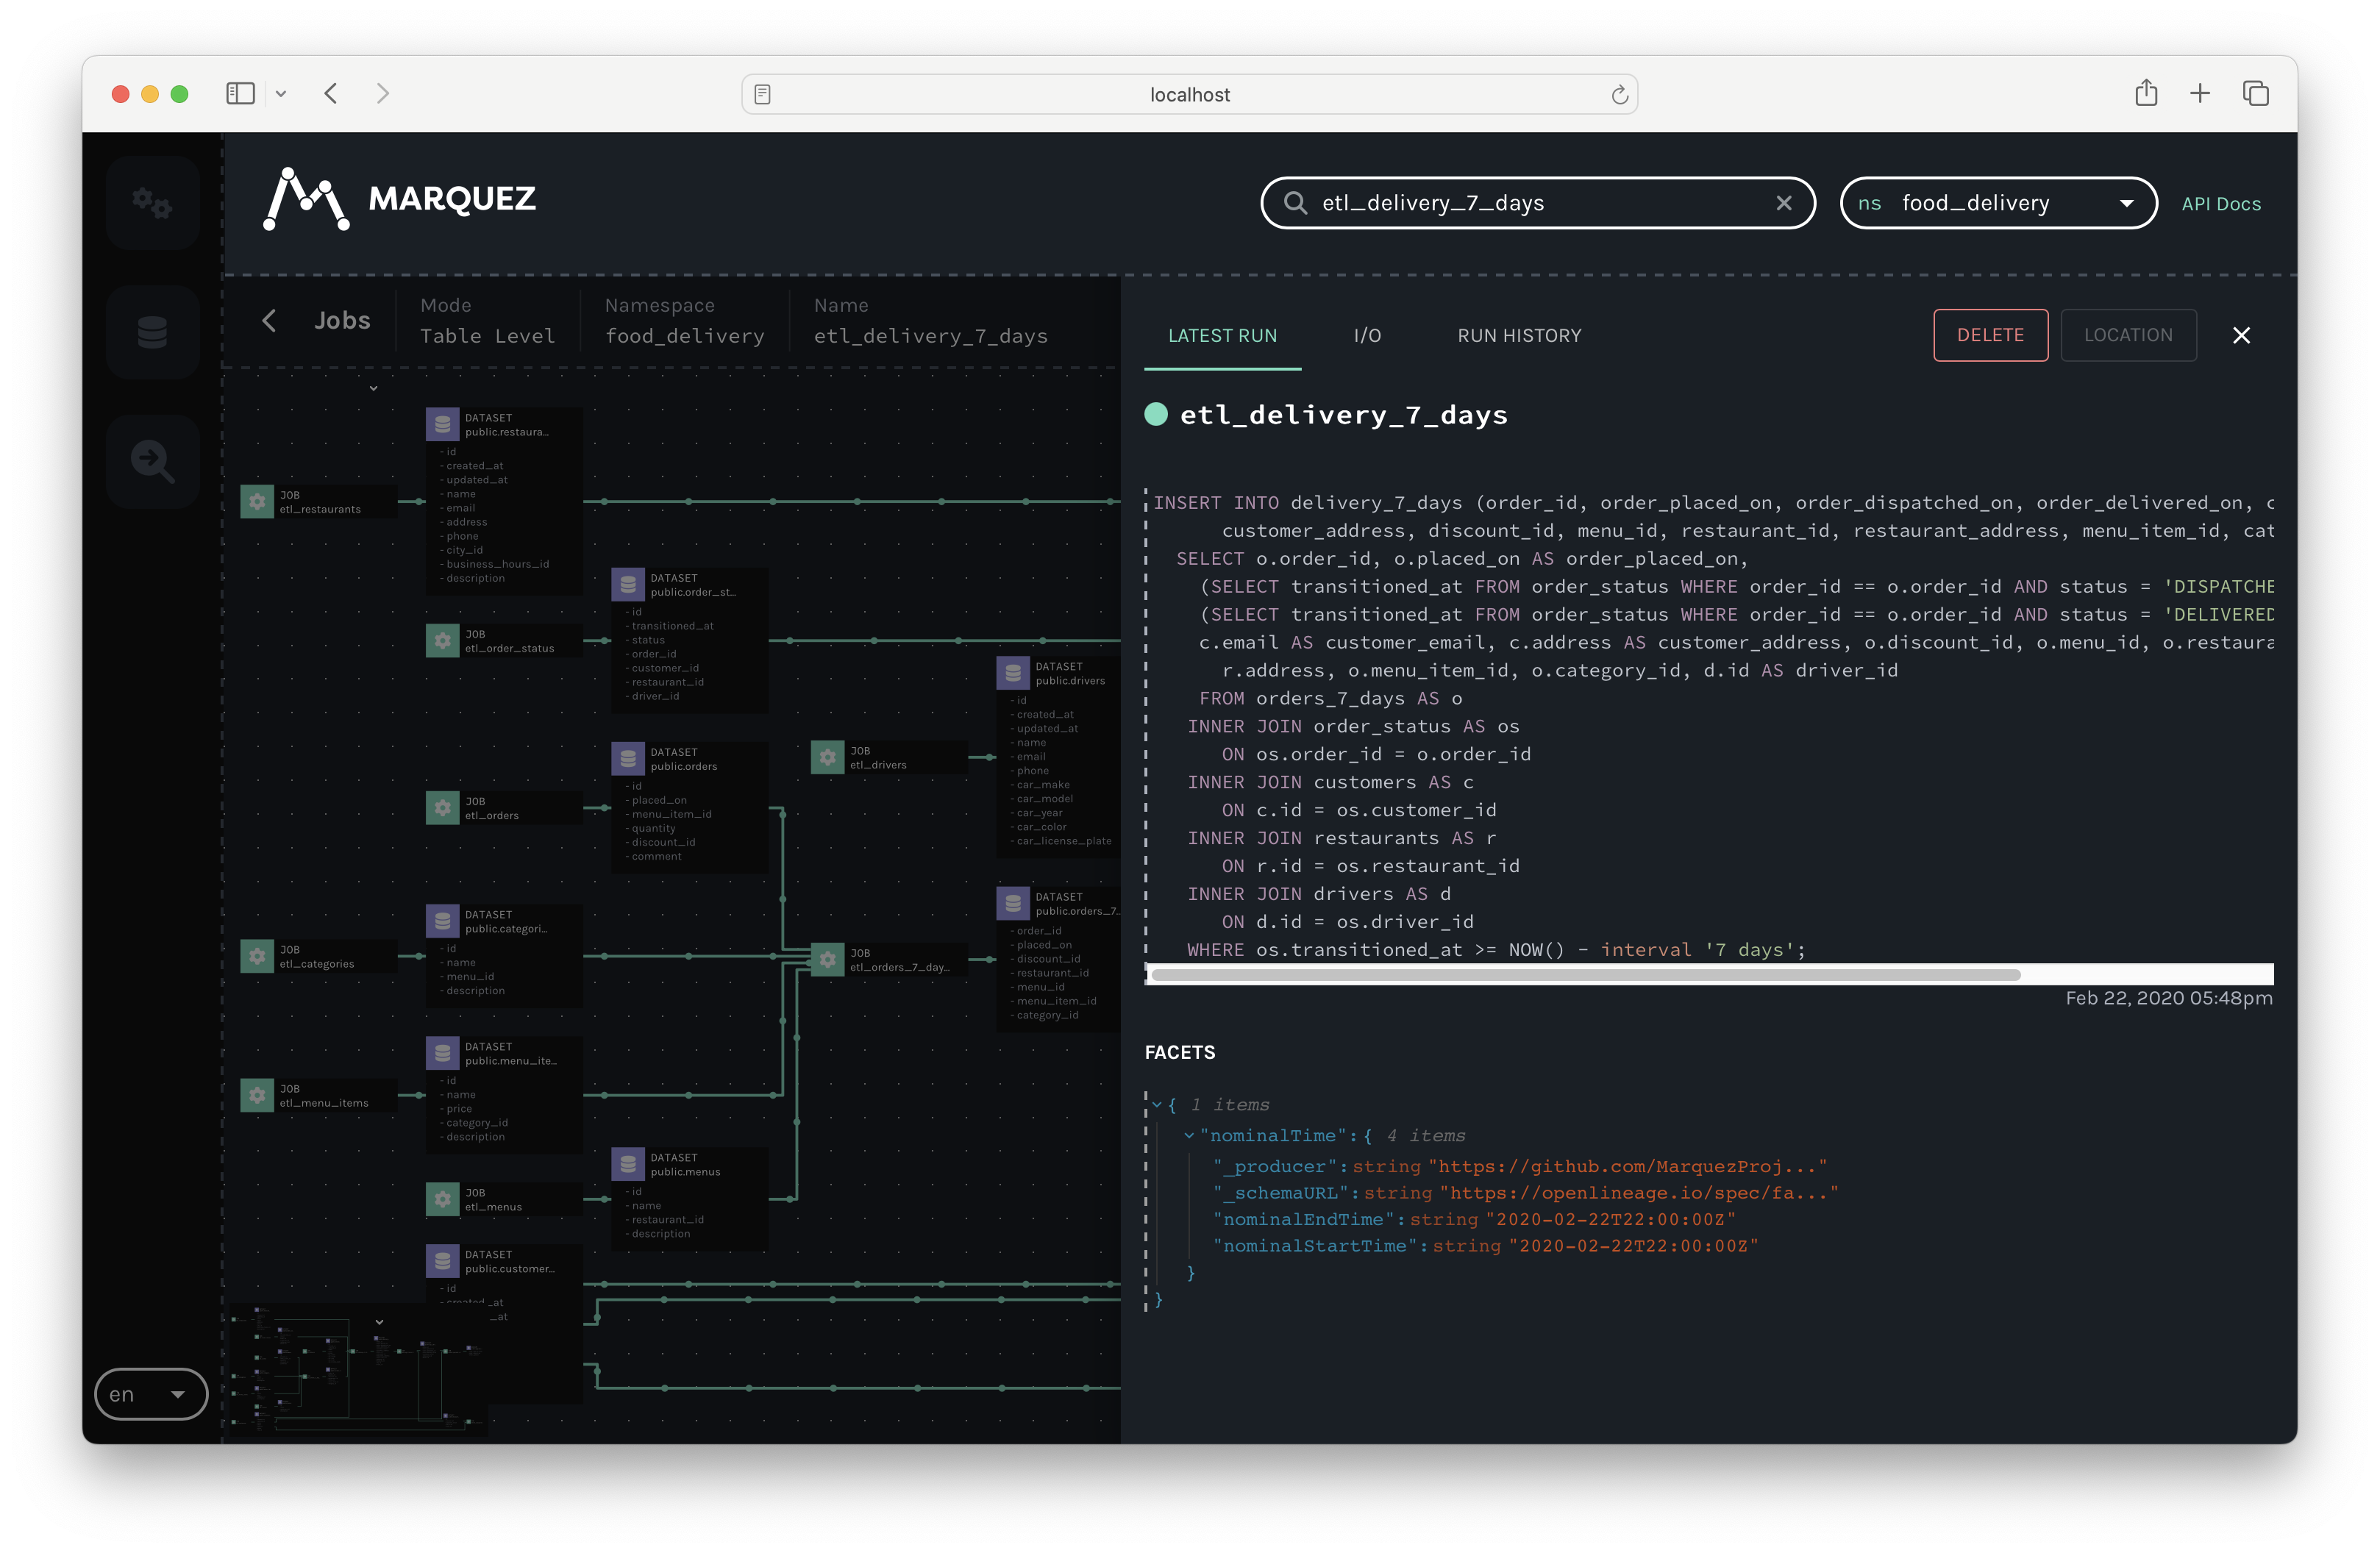 localhost
MARQUEZ
etl_delivery_7_days
ns food_delivery
API Docs
Jobs
Mode
Table Level
Namespace
food_delivery
Name
etl_delivery_7_days
DATASET
public.restaura...
- id
- created_at
- updated_at
- name
- email
- address
- phone
- city_id
- business_hours_id
- description
JOB
etl_restaurants
DATASET
public.order_st...
- id
- transitioned_at
- status
- order_id
- customer_id
- restaurant_id
- driver_id
JOB
etl_order_status
DATASET
public.drivers
- id
- created_at
- updated_at
- name
- email
- phone
- car_make
- car_model
- car_year
- car_color
- car_license_plate
DATASET
public.orders
- id
- placed_on
- menu_item_id
- quantity
- discount_id
- comment
JOB
etl_drivers
JOB
etl_orders
DATASET
public.orders_7...
- order_id
- placed_on
- discount_id
- restaurant_id
- menu_id
- menu_item_id
- category_id
DATASET
public.categori...
- id
- name
- menu_id
- description
JOB
etl_categories
JOB
etl_orders_7_day...
DATASET
public.menu_ite...
- id
- name
- price
- category_id
- description
JOB
etl_menu_items
DATASET
public.menus
- id
- name
- restaurant_id
- description
JOB
etl_menus
DATASET
public.customer...
- id
- created_at
_at
en
LATEST RUN
I/O
RUN HISTORY
DELETE
LOCATION
etl_delivery_7_days
INSERT INTO delivery_7_days (order_id, order_placed_on, order_dispatched_on, order_delivered_on, c
customer_address, discount_id, menu_id, restaurant_id, restaurant_address, menu_item_id, cat
SELECT o.order_id, o.placed_on AS order_placed_on,
(SELECT transitioned_at FROM order_status WHERE order_id == o.order_id AND status = 'DISPATCHE
(SELECT transitioned_at FROM order_status WHERE order_id == o.order_id AND status = 'DELIVERED
c.email AS customer_email, c.address AS customer_address, o.discount_id, o.menu_id, o.restaura
r.address, o.menu_item_id, o.category_id, d.id AS driver_id
FROM orders_7_days AS o
INNER JOIN order_status AS os
ON os.order_id = o.order_id
INNER JOIN customers AS c
ON c.id = os.customer_id
INNER JOIN restaurants AS r
ON r.id = os.restaurant_id
INNER JOIN drivers AS d
ON d.id = os.driver_id
WHERE os.transitioned_at >= NOW() - interval '7 days';
Feb 22, 2020 05:48pm
FACETS
{ 1 items
"nominalTime":{ 4 items
"_producer":string"https://github.com/MarquezProj..."
"_schemaURL":string"https://openlineage.io/spec/fa..."
"nominalEndTime":string"2020-02-22T22:00:00Z"
"nominalStartTime":string"2020-02-22T22:00:00Z"
}
}